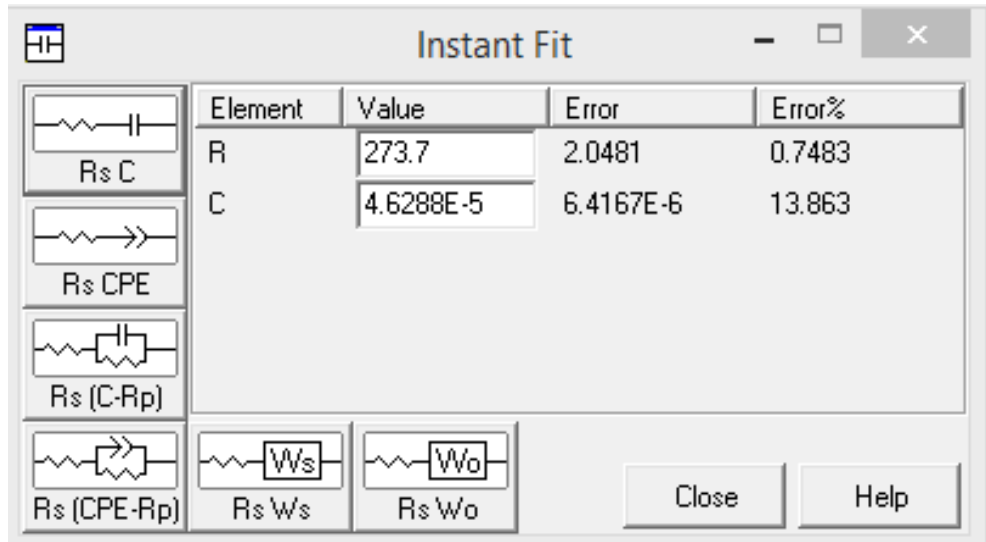 Instant Fit
Element Value Error Error%
R 273.7 2.0481 0.7483
C 4.6288E-5 6.4167E-6 13.863
Rs C
Rs CPE
Rs (C-Rp)
Rs (CPE-Rp)
Ws
Rs Ws
Wo
Rs Wo
Close
Help